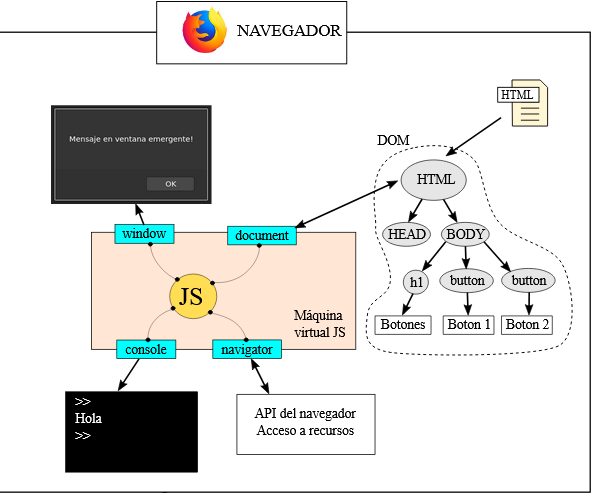 NAVEGADOR
HTML
DOM
Mensaje en ventana emergente!
OK
HTML
window
document
HEAD
BODY
h1
button
button
JS
Máquina
virtual JS
Botones
Boton 1
Boton 2
console
navigator
>>
Hola
>>
API del navegador
Acceso a recursos